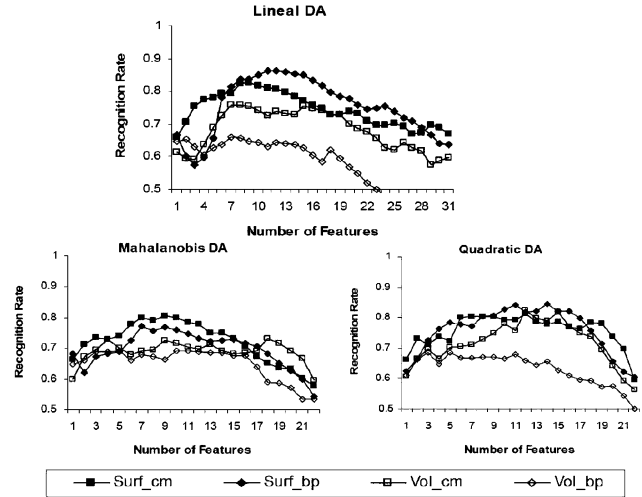 Lineal DA
1
0.9
0.8
0.7
0.6
0.5
Recognition Rate
1 4 7 10 13 16 19 22 25 28 31
Number of Features
Mahalanobis DA
1
0.9
0.8
0.7
0.6
0.5
Recognition Rate
1 3 5 7 9 11 13 15 17 19 21
Number of Features
Quadratic DA
1
0.9
0.8
0.7
0.6
0.5
Recognition Rate
1 3 5 7 9 11 13 15 17 19 21
Number of Features
Surf_cm Surf_bp Vol_cm Vol_bp